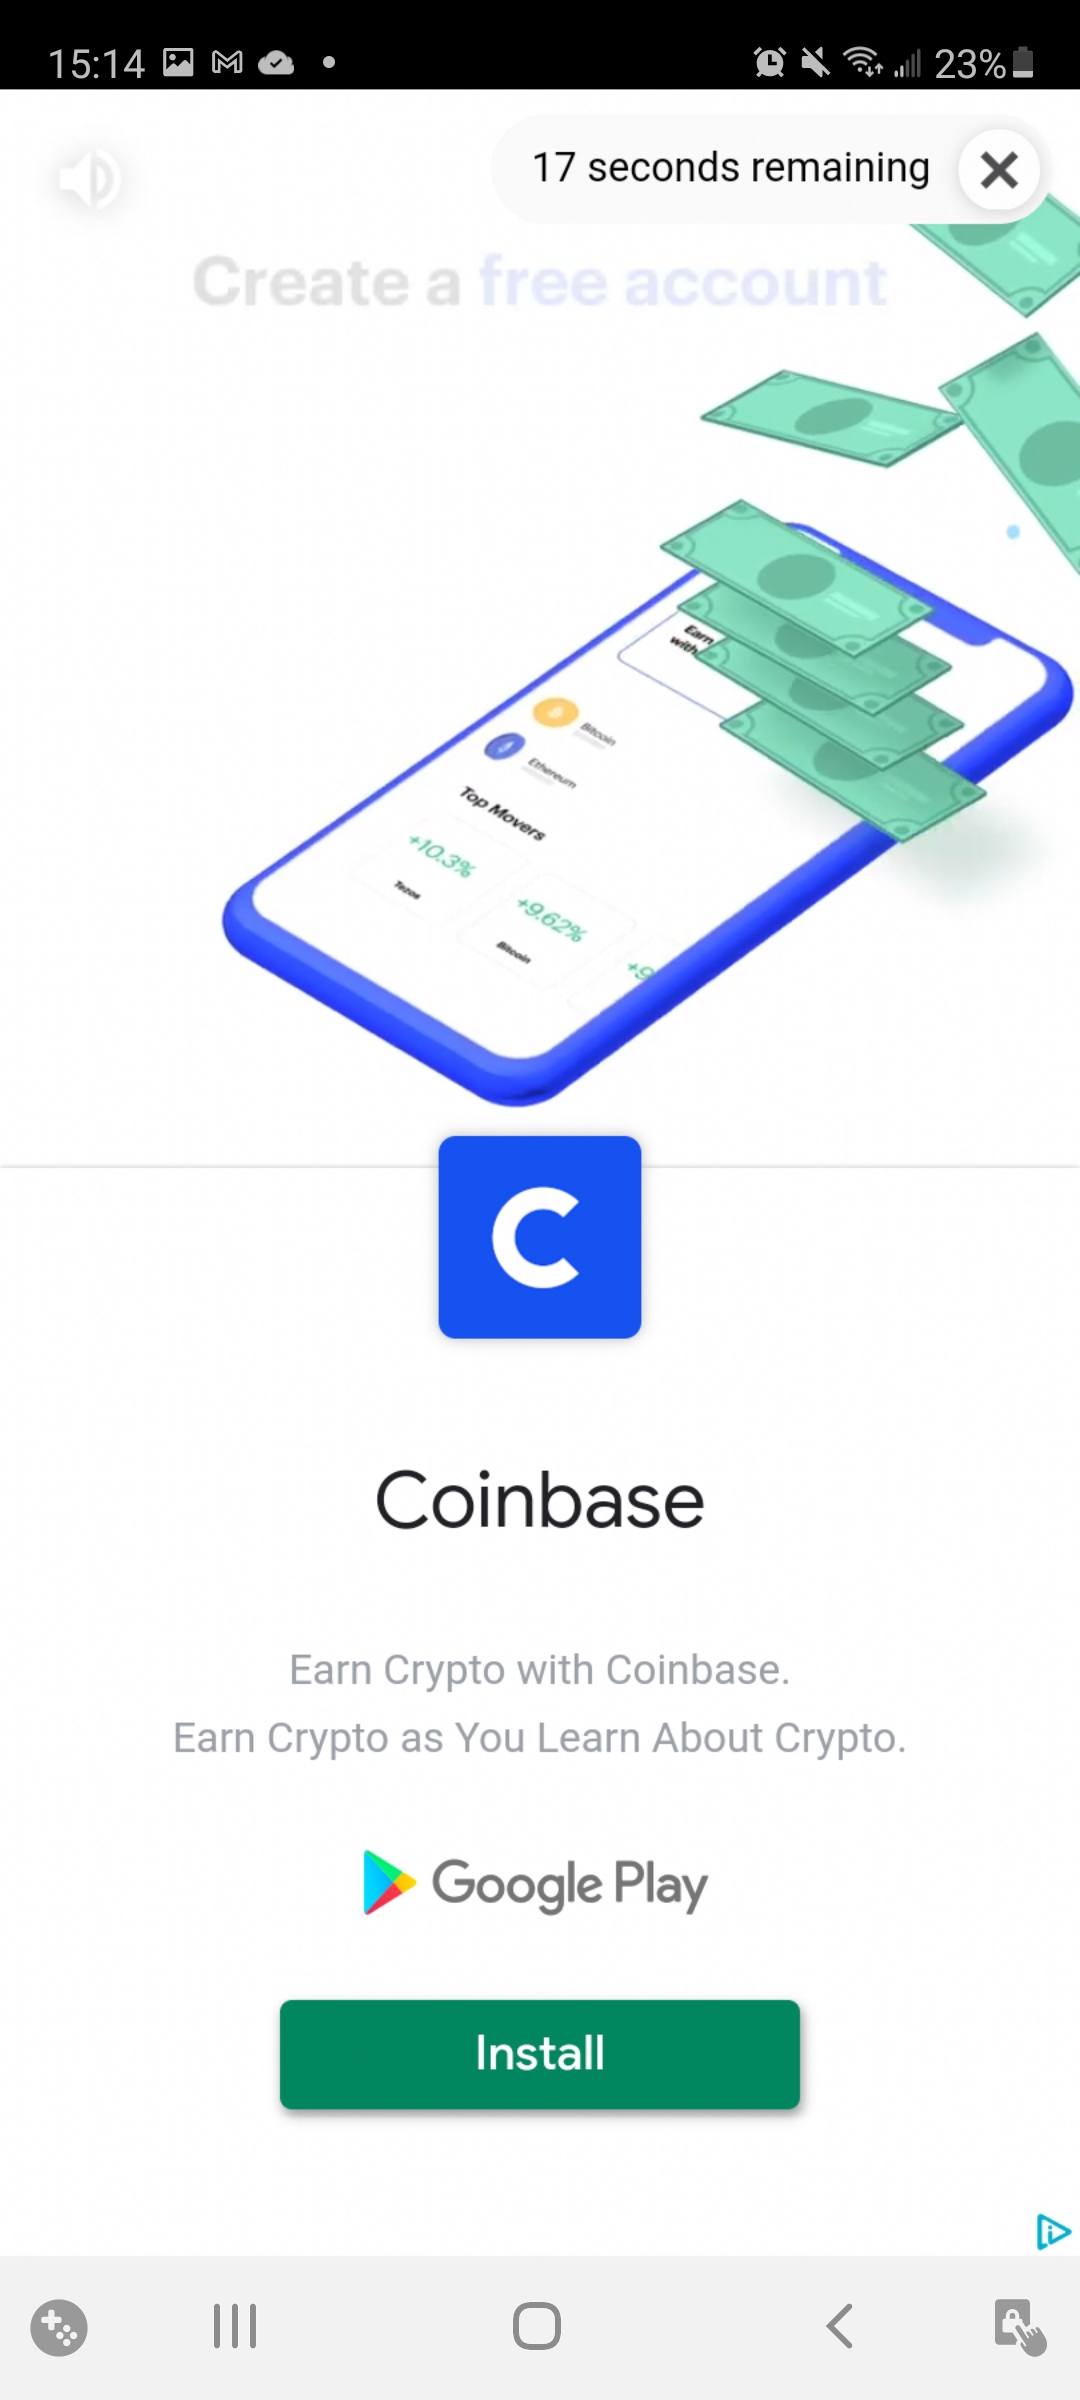 15:14
23%
17 seconds remaining
Create a free account
Earn
with
Bitcoin
Ethereum
Top Movers
+10.3%
Tezos
+9.62%
Bitcoin
+9
Coinbase
Earn Crypto with Coinbase.
Earn Crypto as You Learn About Crypto.
Google Play
Install